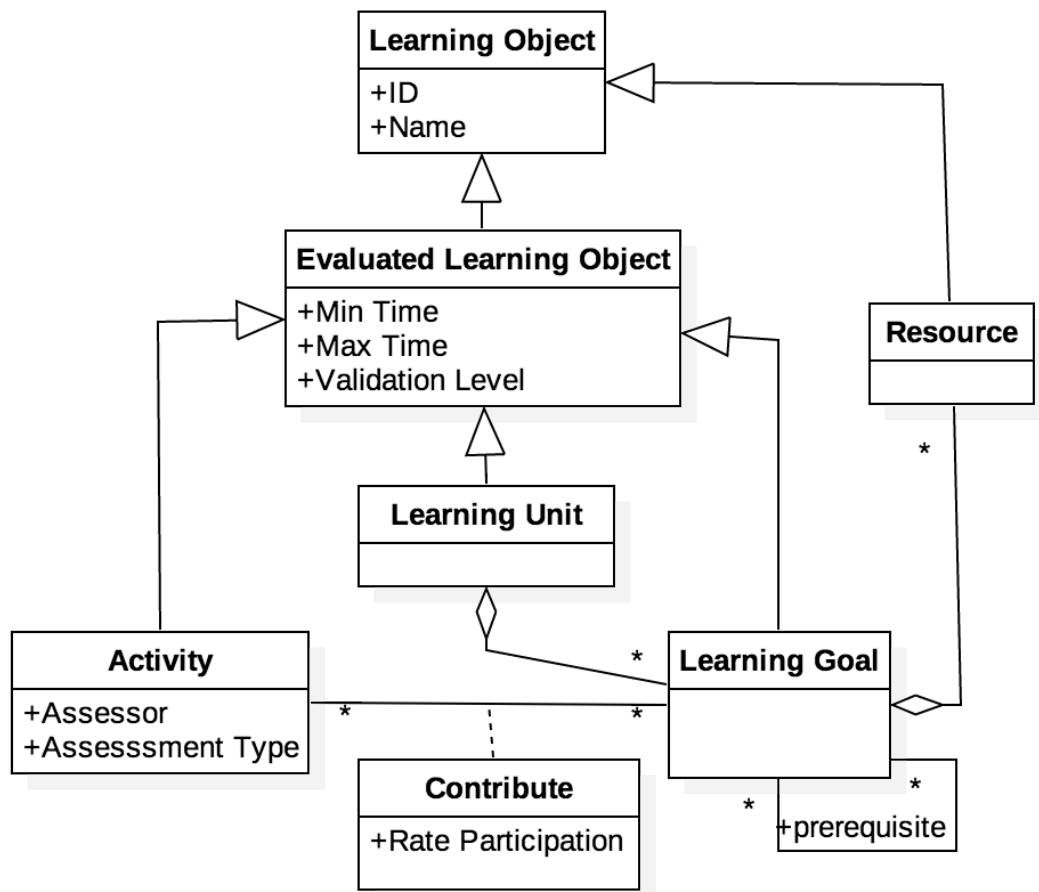 Learning Object
+ID
+Name
Evaluated Learning Object
+Min Time
+Max Time
+Validation Level
Resource
*
Learning Unit
Activity
+Assessor
+Assesssment Type
*
Learning Goal
*
*
Contribute
+Rate Participation
*
*
+prerequisite